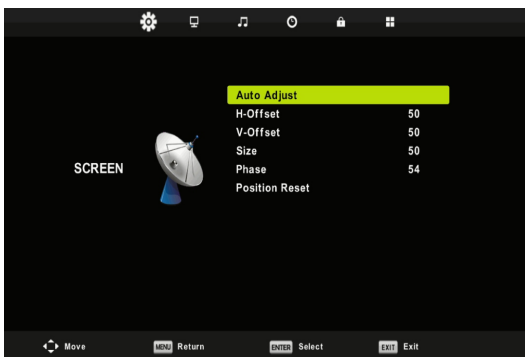 Auto Adjust
H-Offset 50
V-Offset 50
Size 50
SCREEN
Phase 54
Position Reset
Move MENU Return ENTER Select EXIT Exit